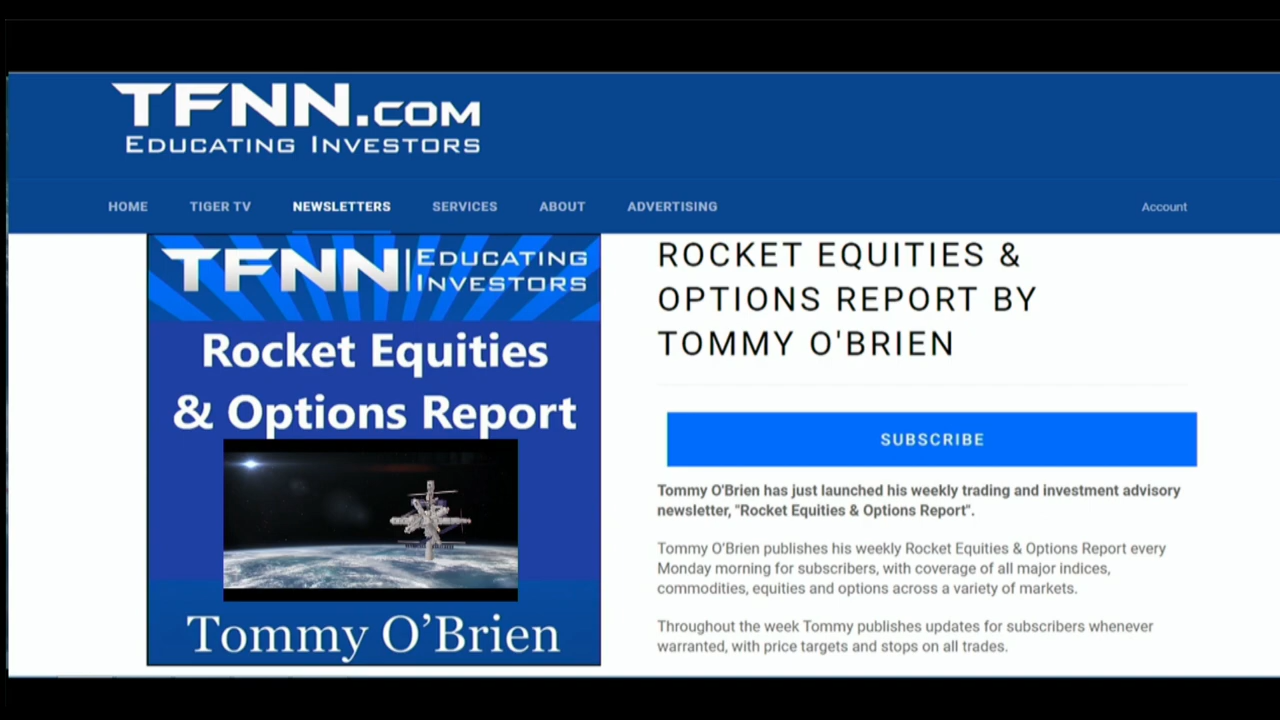 TFNN.COM
EDUCATING INVESTORS
HOME TIGER TV NEWSLETTERS SERVICES ABOUT ADVERTISING Account
TFNN EDUCATING
INVESTORS
Rocket Equities
& Options Report
Tommy O’Brien
ROCKET EQUITIES &
OPTIONS REPORT BY
TOMMY O'BRIEN
SUBSCRIBE
Tommy O'Brien has just launched his weekly trading and investment advisory
newsletter, "Rocket Equities & Options Report".
Tommy O’Brien publishes his weekly Rocket Equities & Options Report every
Monday morning for subscribers, with coverage of all major indices,
commodities, equities and options across a variety of markets.
Throughout the week Tommy publishes updates for subscribers whenever
warranted, with price targets and stops on all trades.